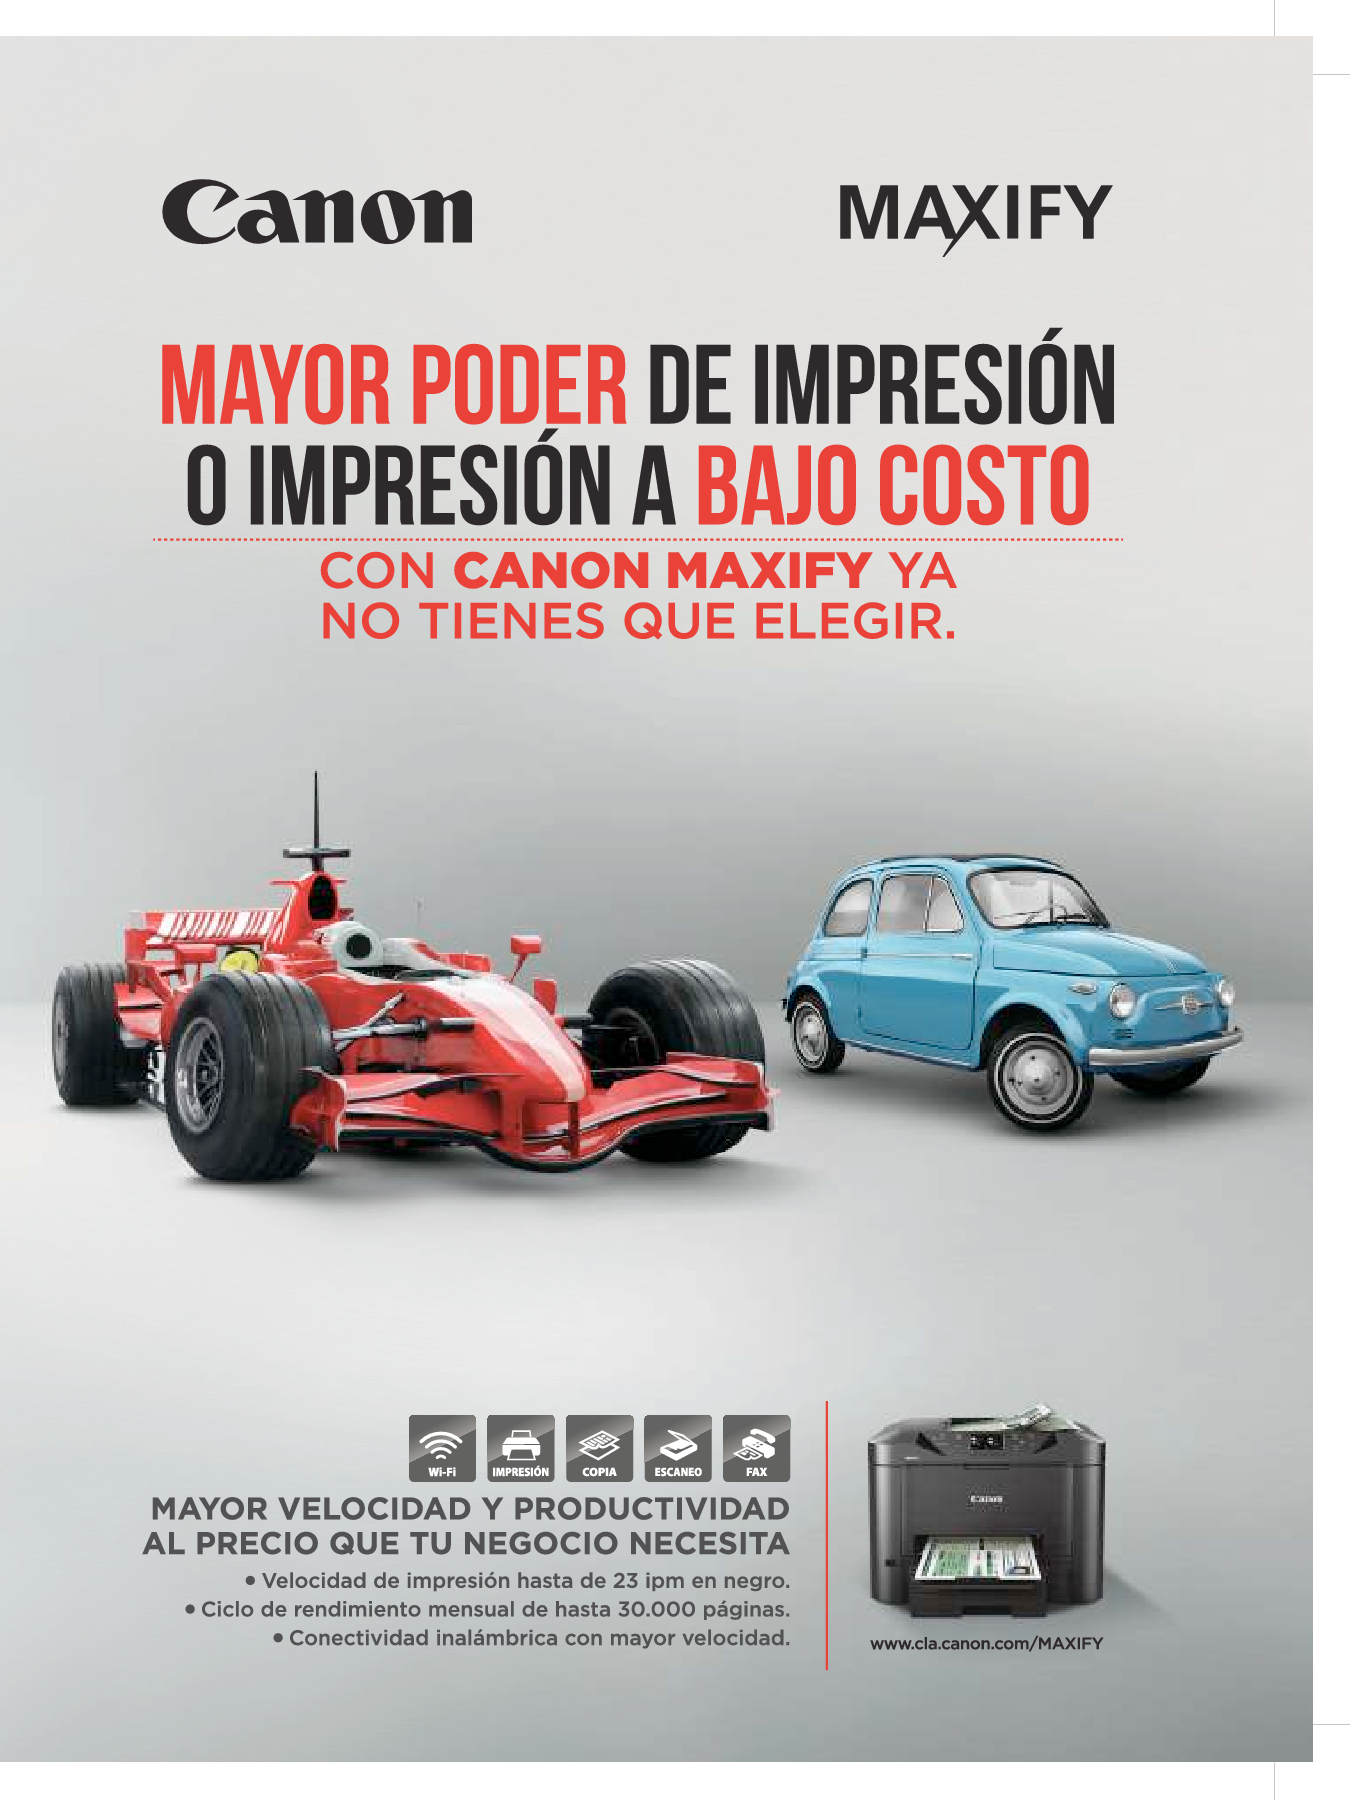 Canon
MAXIFY
MAYOR PODER DE IMPRESIÓN
O IMPRESIÓN A BAJO COSTO
CON CANON MAXIFY YA
NO TIENES QUE ELEGIR.
Wi-Fi
IMPRESIÓN
COPIA
ESCANEO
FAX
MAYOR VELOCIDAD Y PRODUCTIVIDAD
AL PRECIO QUE TU NEGOCIO NECESITA
• Velocidad de impresión hasta de 23 ipm en negro.
• Ciclo de rendimiento mensual de hasta 30.000 páginas.
• Conectividad inalámbrica con mayor velocidad.
Canon
www.cla.canon.com/MAXIFY